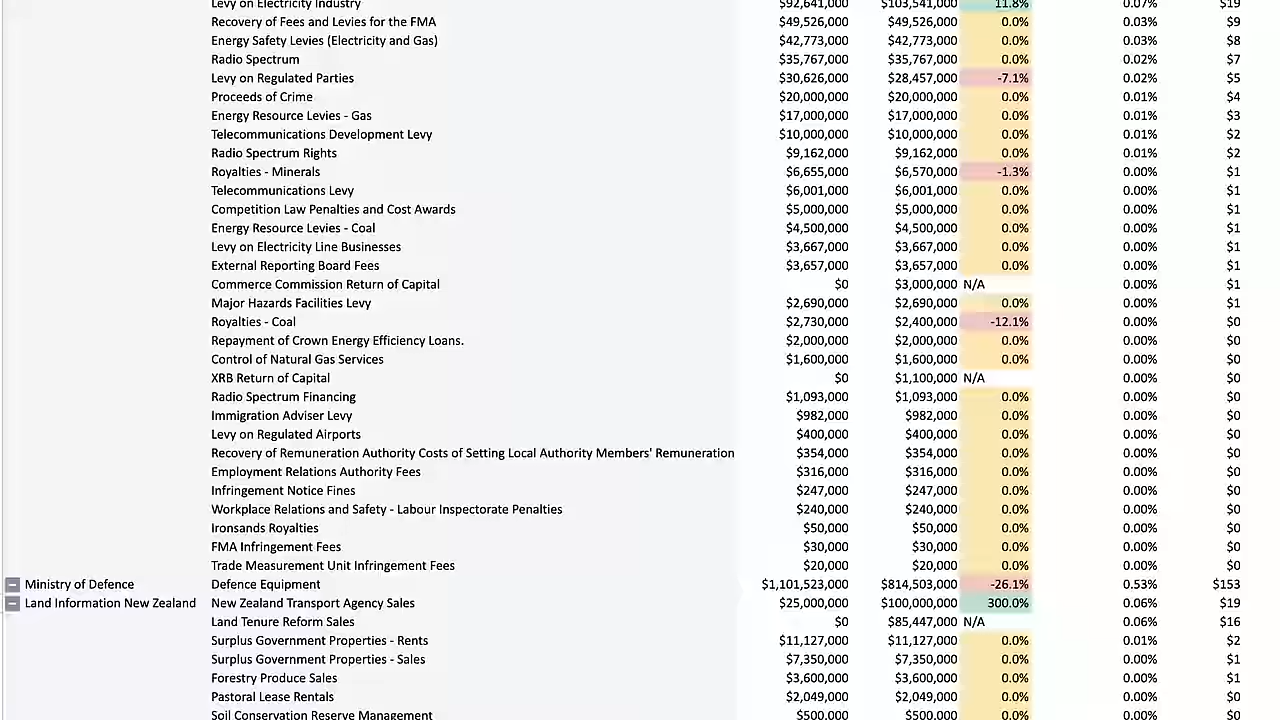 Levy on Electricity Industry $92,641,000 $103,541,000 11.8% 0.07% $19
Recovery of Fees and Levies for the FMA $49,526,000 $49,526,000 0.0% 0.03% $9
Energy Safety Levies (Electricity and Gas) $42,773,000 $42,773,000 0.0% 0.03% $8
Radio Spectrum $35,767,000 $35,767,000 0.0% 0.02% $7
Levy on Regulated Parties $30,626,000 $28,457,000 -7.1% 0.02% $5
Proceeds of Crime $20,000,000 $20,000,000 0.0% 0.01% $4
Energy Resource Levies - Gas $17,000,000 $17,000,000 0.0% 0.01% $3
Telecommunications Development Levy $10,000,000 $10,000,000 0.0% 0.01% $2
Radio Spectrum Rights $9,162,000 $9,162,000 0.0% 0.01% $2
Royalties - Minerals $6,655,000 $6,570,000 -1.3% 0.00% $1
Telecommunications Levy $6,001,000 $6,001,000 0.0% 0.00% $1
Competition Law Penalties and Cost Awards $5,000,000 $5,000,000 0.0% 0.00% $1
Energy Resource Levies - Coal $4,500,000 $4,500,000 0.0% 0.00% $1
Levy on Electricity Line Businesses $3,667,000 $3,667,000 0.0% 0.00% $1
External Reporting Board Fees $3,657,000 $3,657,000 0.0% 0.00% $1
Commerce Commission Return of Capital $0 $3,000,000 N/A 0.00% $1
Major Hazards Facilities Levy $2,690,000 $2,690,000 0.0% 0.00% $1
Royalties - Coal $2,730,000 $2,400,000 -12.1% 0.00% $0
Repayment of Crown Energy Efficiency Loans. $2,000,000 $2,000,000 0.0% 0.00% $0
Control of Natural Gas Services $1,600,000 $1,600,000 0.0% 0.00% $0
XRB Return of Capital $0 $1,100,000 N/A 0.00% $0
Radio Spectrum Financing $1,093,000 $1,093,000 0.0% 0.00% $0
Immigration Adviser Levy $982,000 $982,000 0.0% 0.00% $0
Levy on Regulated Airports $400,000 $400,000 0.0% 0.00% $0
Recovery of Remuneration Authority Costs of Setting Local Authority Members' Remuneration $354,000 $354,000 0.0% 0.00% $0
Employment Relations Authority Fees $316,000 $316,000 0.0% 0.00% $0
Infringement Notice Fines $247,000 $247,000 0.0% 0.00% $0
Workplace Relations and Safety - Labour Inspectorate Penalties $240,000 $240,000 0.0% 0.00% $0
Ironsands Royalties $50,000 $50,000 0.0% 0.00% $0
FMA Infringement Fees $30,000 $30,000 0.0% 0.00% $0
Trade Measurement Unit Infringement Fees $20,000 $20,000 0.0% 0.00% $0
Ministry of Defence Defence Equipment $1,101,523,000 $814,503,000 -26.1% 0.53% $153
Land Information New Zealand New Zealand Transport Agency Sales $25,000,000 $100,000,000 300.0% 0.06% $19
Land Tenure Reform Sales $0 $85,447,000 N/A 0.06% $16
Surplus Government Properties - Rents $11,127,000 $11,127,000 0.0% 0.01% $2
Surplus Government Properties - Sales $7,350,000 $7,350,000 0.0% 0.00% $1
Forestry Produce Sales $3,600,000 $3,600,000 0.0% 0.00% $1
Pastoral Lease Rentals $2,049,000 $2,049,000 0.0% 0.00% $0
Soil Conservation Reserve Management $500,000 $500,000 0.0% 0.00% $0